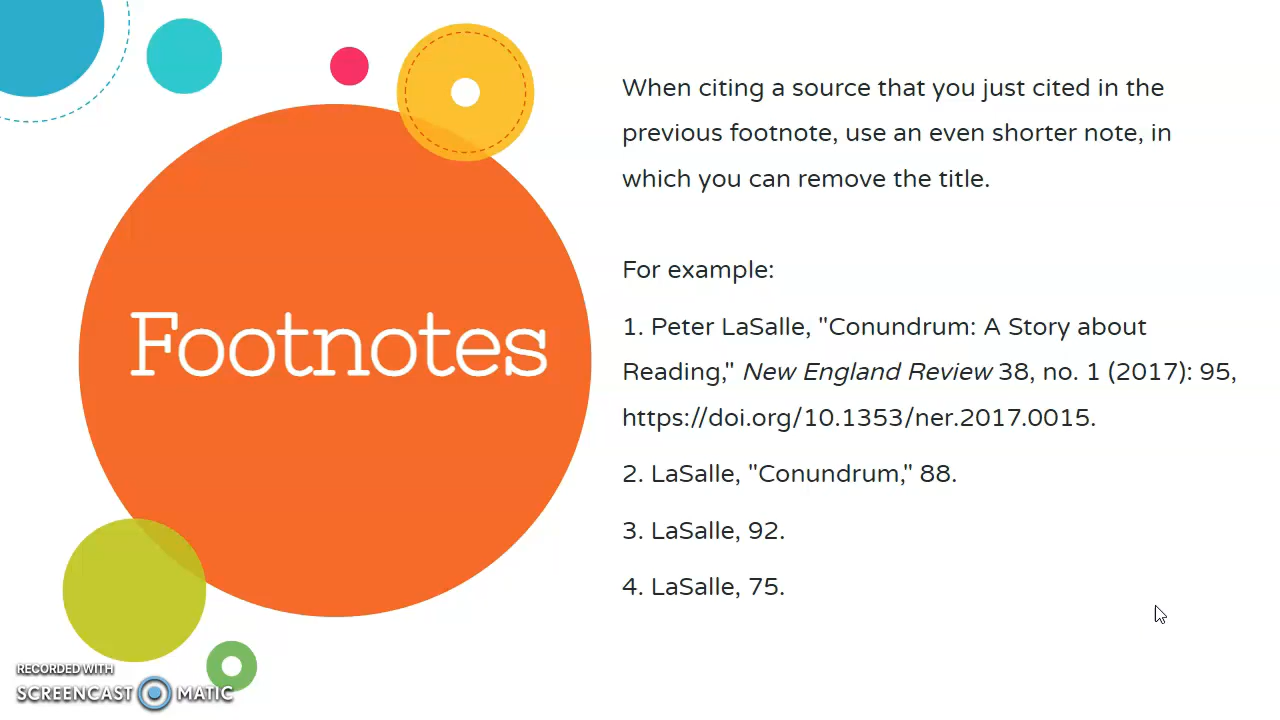 When citing a source that you just cited in the
previous footnote, use an even shorter note, in
which you can remove the title.
For example:
Footnotes
1. Peter LaSalle, "Conundrum: A Story about
Reading," New England Review 38, no. 1 (2017): 95,
https://doi.org/10.1353/ner.2017.0015.
2. LaSalle, "Conundrum," 88.
3. LaSalle, 92.
4. LaSalle, 75.
RECORDED WITH
SCREENCAST MATIC